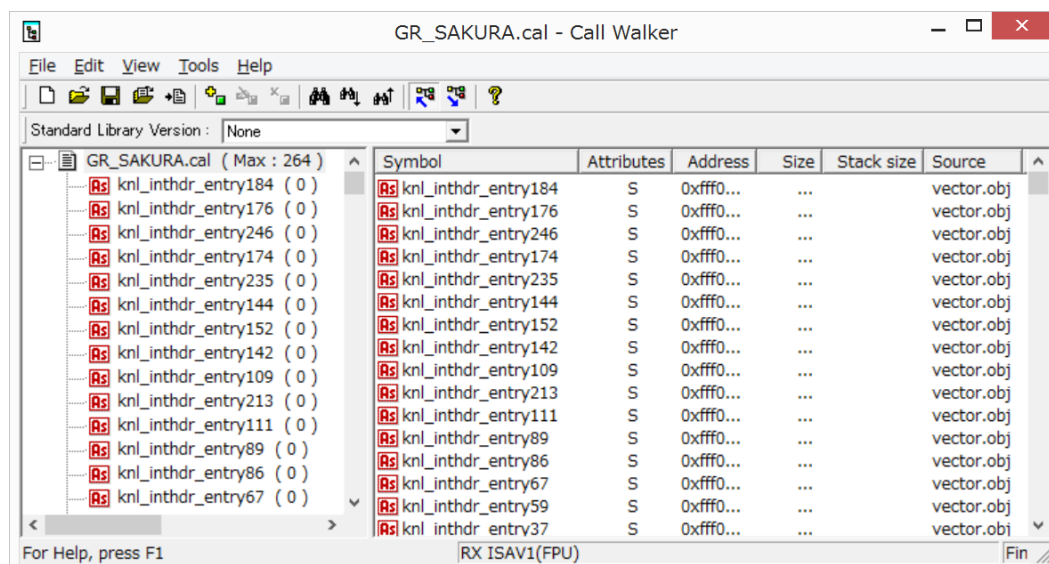 GR_SAKURA.cal - Call Walker
File Edit View Tools Help
Standard Library Version : None
GR_SAKURA.cal ( Max : 264 )
knl_inthdr_entry184 ( 0 )
knl_inthdr_entry176 ( 0 )
knl_inthdr_entry246 ( 0 )
knl_inthdr_entry174 ( 0 )
knl_inthdr_entry235 ( 0 )
knl_inthdr_entry144 ( 0 )
knl_inthdr_entry152 ( 0 )
knl_inthdr_entry142 ( 0 )
knl_inthdr_entry109 ( 0 )
knl_inthdr_entry213 ( 0 )
knl_inthdr_entry111 ( 0 )
knl_inthdr_entry89 ( 0 )
knl_inthdr_entry86 ( 0 )
knl_inthdr_entry67 ( 0 )
Symbol Attributes Address Size Stack size Source
knl_inthdr_entry184 S 0xfff0... ... vector.obj
knl_inthdr_entry176 S 0xfff0... ... vector.obj
knl_inthdr_entry246 S 0xfff0... ... vector.obj
knl_inthdr_entry174 S 0xfff0... ... vector.obj
knl_inthdr_entry235 S 0xfff0... ... vector.obj
knl_inthdr_entry144 S 0xfff0... ... vector.obj
knl_inthdr_entry152 S 0xfff0... ... vector.obj
knl_inthdr_entry142 S 0xfff0... ... vector.obj
knl_inthdr_entry109 S 0xfff0... ... vector.obj
knl_inthdr_entry213 S 0xfff0... ... vector.obj
knl_inthdr_entry111 S 0xfff0... ... vector.obj
knl_inthdr_entry89 S 0xfff0... ... vector.obj
knl_inthdr_entry86 S 0xfff0... ... vector.obj
knl_inthdr_entry67 S 0xfff0... ... vector.obj
knl_inthdr_entry59 S 0xfff0... ... vector.obj
knl_inthdr_entry37 S 0xfff0... ... vector.obj
For Help, press F1 RX ISAV1(FPU) Fin